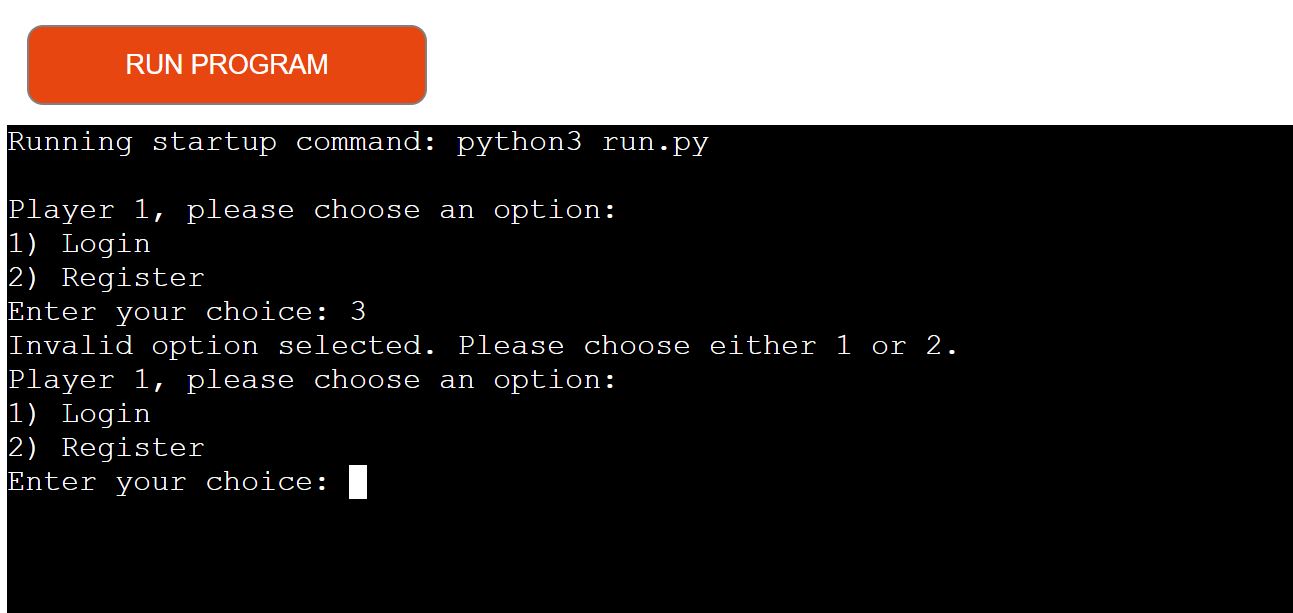 RUN PROGRAM
Running startup command: python3 run.py
Player 1, please choose an option:
1) Login
2) Register
Enter your choice: 3
Invalid option selected. Please choose either 1 or 2.
Player 1, please choose an option:
1) Login
2) Register
Enter your choice: